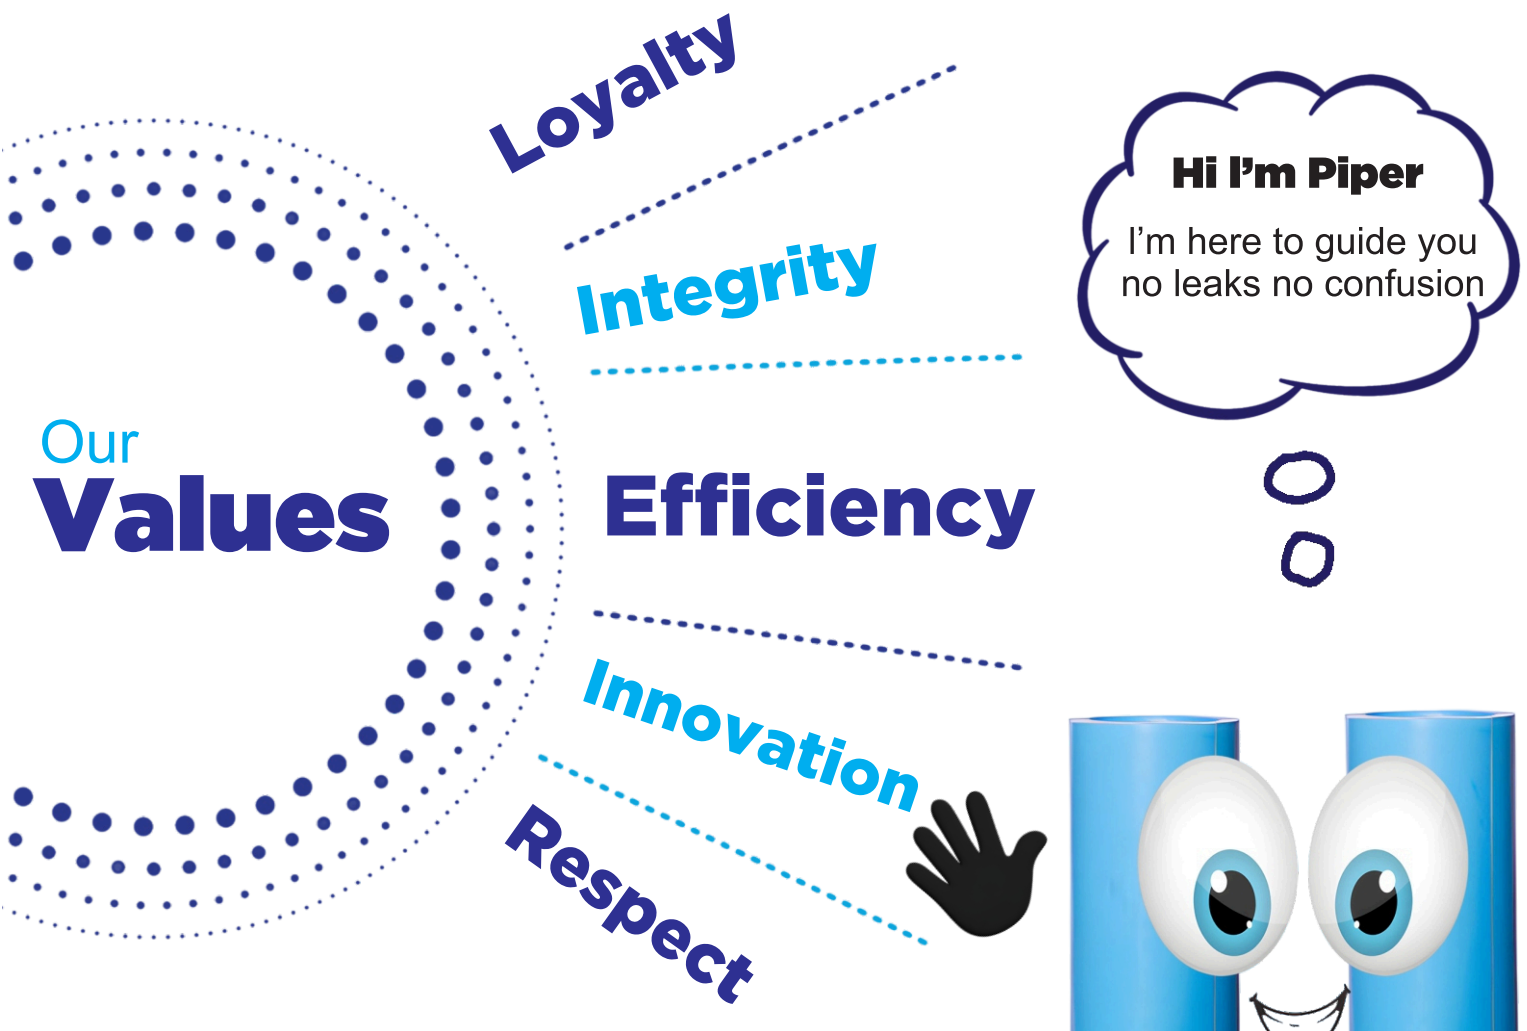 Our
Values
Loyalty
Integrity
Efficiency
Innovation
Respect
Hi I’m Piper
I’m here to guide you
no leaks no confusion